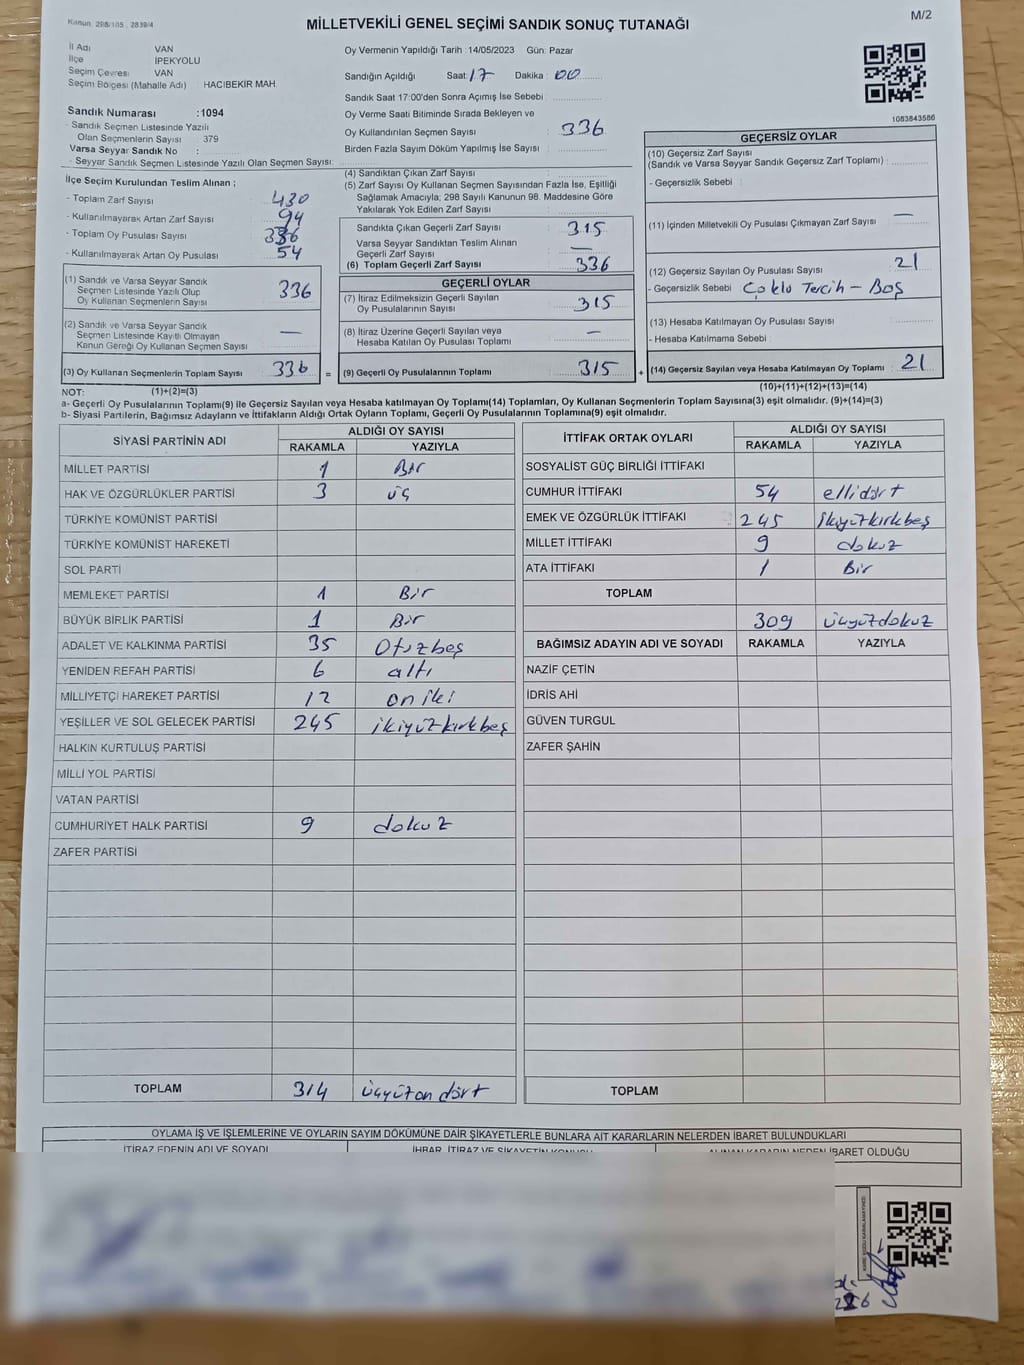 Kanun: 298/105 , 2839/4
MİLLETVEKİLİ GENEL SEÇİMİ SANDIK SONUÇ TUTANAĞI
M/2
İl Adı VAN
İlçe İPEKYOLU
Seçim Çevresi VAN
Seçim Bölgesi (Mahalle Adı) HACIBEKİR MAH.
Sandık Numarası :1094
- Sandık Seçmen Listesinde Yazılı
Olan Seçmenlerin Sayısı 379
Varsa Seyyar Sandık No :
- Seyyar Sandık Seçmen Listesinde Yazılı Olan Seçmen Sayısı:
Oy Vermenin Yapıldığı Tarih : 14/05/2023 Gün: Pazar
Sandığın Açıldığı Saat: 17 Dakika : 00
Sandık Saat 17:00'den Sonra Açımış İse Sebebi :
Oy Verme Saati Bitiminde Sırada Bekleyen ve
Oy Kullandırılan Seçmen Sayısı : 336
Birden Fazla Sayım Döküm Yapılmış İse Sayısı :
1083843586
İlçe Seçim Kurulundan Teslim Alınan ;
- Toplam Zarf Sayısı 430
- Kullanılmayarak Artan Zarf Sayısı 94
- Toplam Oy Pusulası Sayısı
- Kullanılmayarak Artan Oy Pusulası 54
(1) Sandık ve Varsa Seyyar Sandık
Seçmen Listesinde Yazılı Olup
Oy Kullanan Seçmenlerin Sayısı 336
(2) Sandık ve Varsa Seyyar Sandık
Seçmen Listesinde Kayıtlı Olmayan
Kanun Gereği Oy Kullanan Seçmen Sayısı —
(3) Oy Kullanan Seçmenlerin Toplam Sayısı 336 =
(4) Sandıktan Çıkan Zarf Sayısı :
(5) Zarf Sayısı Oy Kullanan Seçmen Sayısından Fazla İse, Eşitliği
Sağlamak Amacıyla; 298 Sayılı Kanunun 98. Maddesine Göre
Yakılarak Yok Edilen Zarf Sayısı :
Sandıkta Çıkan Geçerli Zarf Sayısı : 315
Varsa Seyyar Sandıktan Teslim Alınan
Geçerli Zarf Sayısı : —
(6) Toplam Geçerli Zarf Sayısı 336
GEÇERLİ OYLAR
(7) İtiraz Edilmeksizin Geçerli Sayılan
Oy Pusulalarının Sayısı : 315
(8) İtiraz Üzerine Geçerli Sayılan veya
Hesaba Katılan Oy Pusulası Toplamı : —
(9) Geçerli Oy Pusulalarının Toplamı 315 +
GEÇERSİZ OYLAR
(10) Geçersiz Zarf Sayısı
(Sandık ve Varsa Seyyar Sandık Geçersiz Zarf Toplamı) :
- Geçersizlik Sebebi :
(11) İçinden Milletvekili Oy Pusulası Çıkmayan Zarf Sayısı : —
(12) Geçersiz Sayılan Oy Pusulası Sayısı : 21
- Geçersizlik Sebebi : Çoklu Tercih - Boş
(13) Hesaba Katılmayan Oy Pusulası Sayısı :
- Hesaba Katılmama Sebebi :
(14) Geçersiz Sayılan veya Hesaba Katılmayan Oy Toplamı : 21
NOT: (1)+(2)=(3) (10)+(11)+(12)+(13)=(14)
a- Geçerli Oy Pusulalarının Toplamı(9) ile Geçersiz Sayılan veya Hesaba katılmayan Oy Toplamı(14) Toplamları, Oy Kullanan Seçmenlerin Toplam Sayısına(3) eşit olmalıdır. (9)+(14)=(3)
b- Siyasi Partilerin, Bağımsız Adayların ve İttifakların Aldığı Ortak Oyların Toplamı, Geçerli Oy Pusulalarının Toplamına(9) eşit olmalıdır.
SİYASİ PARTİNİN ADI ALDIĞI OY SAYISI
RAKAMLA YAZIYLA
MİLLET PARTİSİ 1 Bir
HAK VE ÖZGÜRLÜKLER PARTİSİ 3 üç
TÜRKİYE KOMÜNİST PARTİSİ
TÜRKİYE KOMÜNİST HAREKETİ
SOL PARTİ
MEMLEKET PARTİSİ 1 Bir
BÜYÜK BİRLİK PARTİSİ 1 Bir
ADALET VE KALKINMA PARTİSİ 35 Otuzbeş
YENİDEN REFAH PARTİSİ 6 altı
MİLLİYETÇİ HAREKET PARTİSİ 12 on iki
YEŞİLLER VE SOL GELECEK PARTİSİ 245 ikiyüzkırkbeş
HALKIN KURTULUŞ PARTİSİ
MİLLİ YOL PARTİSİ
VATAN PARTİSİ
CUMHURİYET HALK PARTİSİ 9 dokuz
ZAFER PARTİSİ
TOPLAM 314 üçyüzon dört
İTTİFAK ORTAK OYLARI ALDIĞI OY SAYISI
RAKAMLA YAZIYLA
SOSYALİST GÜÇ BİRLİĞİ İTTİFAKI
CUMHUR İTTİFAKI 54 ellidört
EMEK VE ÖZGÜRLÜK İTTİFAKI 245 ikiyüzkırkbeş
MİLLET İTTİFAKI 9 dokuz
ATA İTTİFAKI 1 Bir
TOPLAM
309 üçyüzdokuz
BAĞIMSIZ ADAYIN ADI VE SOYADI RAKAMLA YAZIYLA
NAZİF ÇETİN
İDRİS AHİ
GÜVEN TURGUL
ZAFER ŞAHİN
TOPLAM
OYLAMA İŞ VE İŞLEMLERİNE VE OYLARIN SAYIM DÖKÜMÜNE DAİR ŞİKAYETLERLE BUNLARA AİT KARARLARIN NELERDEN İBARET BULUNDUKLARI
İTİRAZ EDENİN ADI VE SOYADI İHBAR, İTİRAZ VE ŞİKAYETİN KONUSU ALINAN KARARIN NEDEN İBARET OLDUĞU